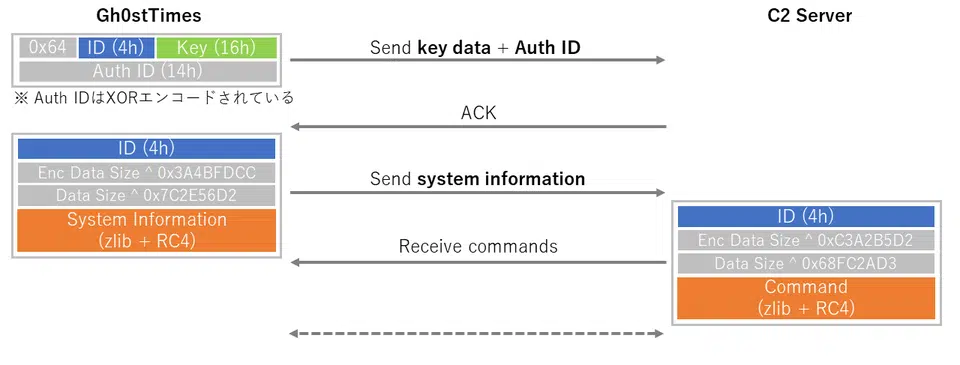 Gh0stTimes
C2 Server
0x64 ID (4h) Key (16h)
Auth ID (14h)
※ Auth IDはXORエンコードされている
Send key data + Auth ID
ACK
ID (4h)
Enc Data Size ^ 0x3A4BFDCC
Data Size ^ 0x7C2E56D2
System Information
(zlib + RC4)
Send system information
Receive commands
ID (4h)
Enc Data Size ^ 0xC3A2B5D2
Data Size ^ 0x68FC2AD3
Command
(zlib + RC4)